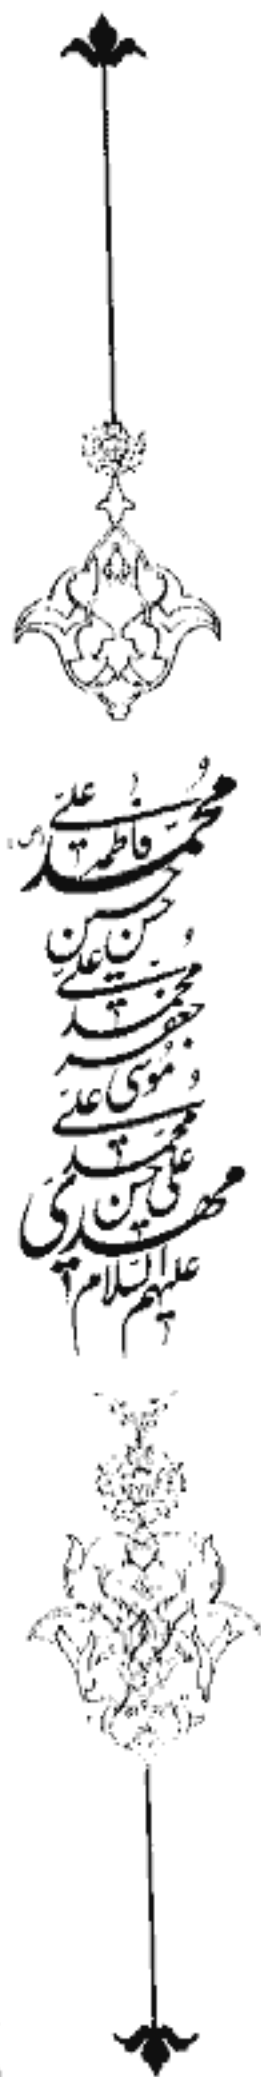 محمد (ص) علی
فاطمه
حسن حسین
علی
محمد
جعفر
موسی علی
محمد
علی حسن
مهدی
علیهم السلام